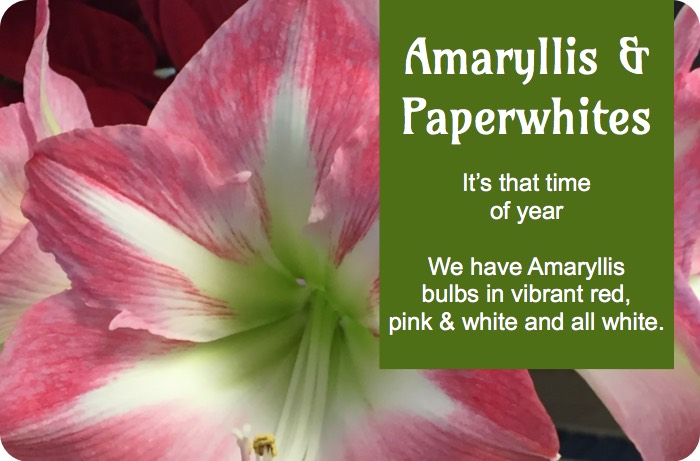 Amaryllis &
Paperwhites
It’s that time
of year
We have Amaryllis
bulbs in vibrant red,
pink & white and all white.